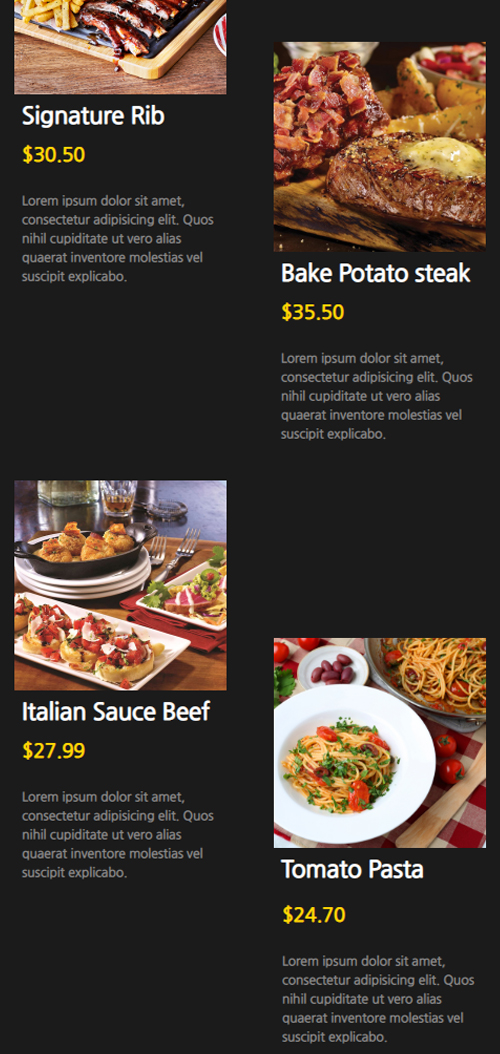 Signature Rib
$30.50
Lorem ipsum dolor sit amet,
consectetur adipisicing elit. Quos
nihil cupiditate ut vero alias
quaerat inventore molestias vel
suscipit explicabo.
Bake Potato steak
$35.50
Lorem ipsum dolor sit amet,
consectetur adipisicing elit. Quos
nihil cupiditate ut vero alias
quaerat inventore molestias vel
suscipit explicabo.
Italian Sauce Beef
$27.99
Lorem ipsum dolor sit amet,
consectetur adipisicing elit. Quos
nihil cupiditate ut vero alias
quaerat inventore molestias vel
suscipit explicabo.
Tomato Pasta
$24.70
Lorem ipsum dolor sit amet,
consectetur adipisicing elit. Quos
nihil cupiditate ut vero alias
quaerat inventore molestias vel
suscipit explicabo.